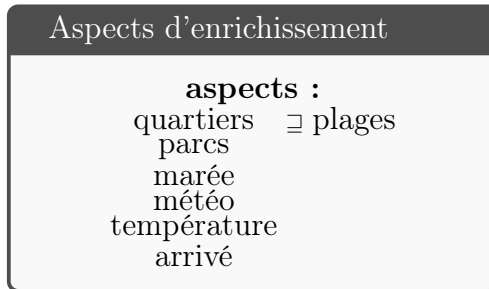 Aspects d'enrichissement
aspects :
quartiers ⊒ plages
parcs
marée
météo
température
arrivé